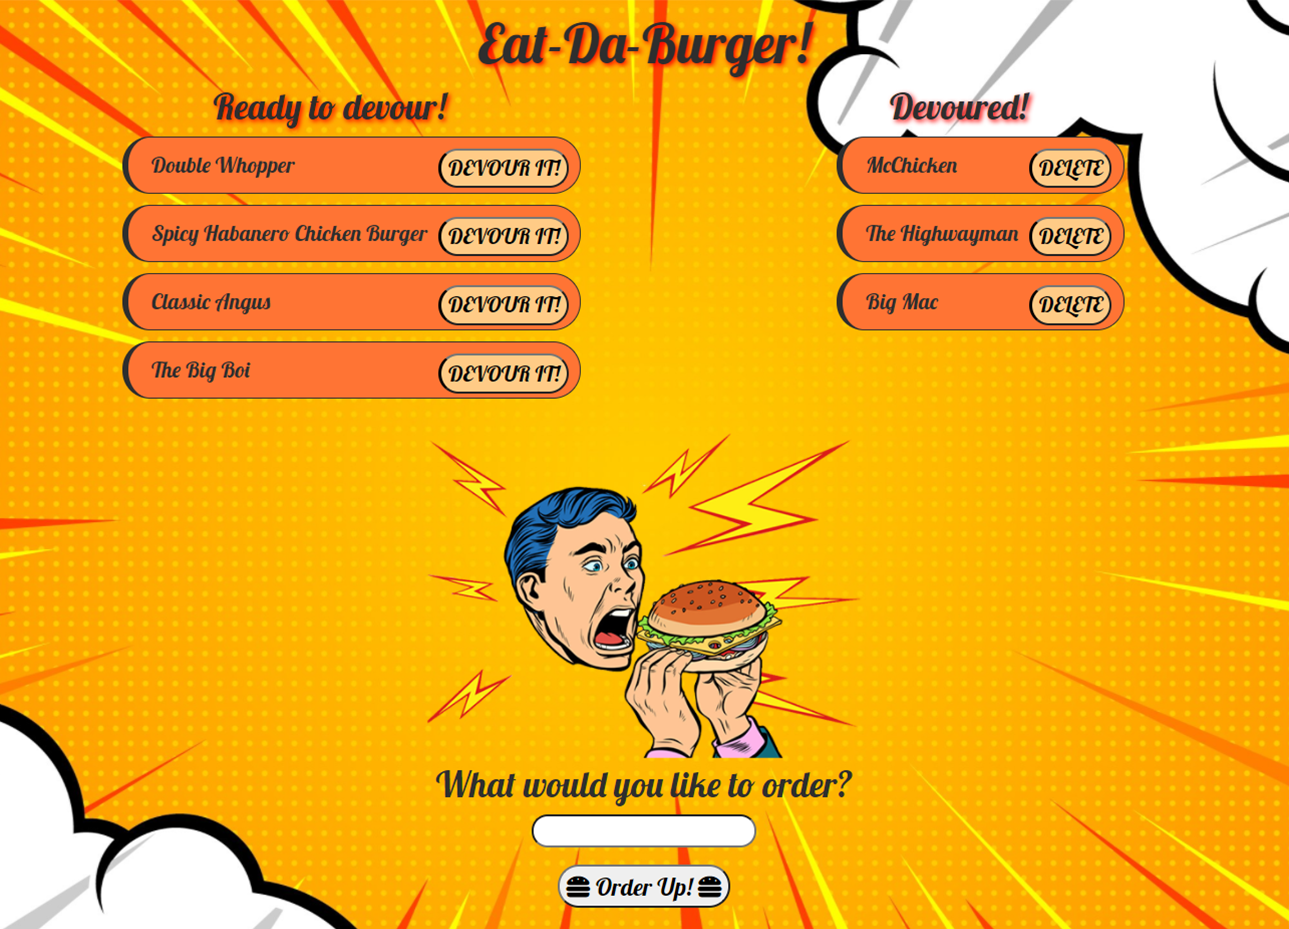 Eat-Da-Burger!
Ready to devour!
Double Whopper DEVOUR IT!
Spicy Habanero Chicken Burger DEVOUR IT!
Classic Angus DEVOUR IT!
The Big Boi DEVOUR IT!
Devoured!
McChicken DELETE
The Highwayman DELETE
Big Mac DELETE
What would you like to order?
Order Up!